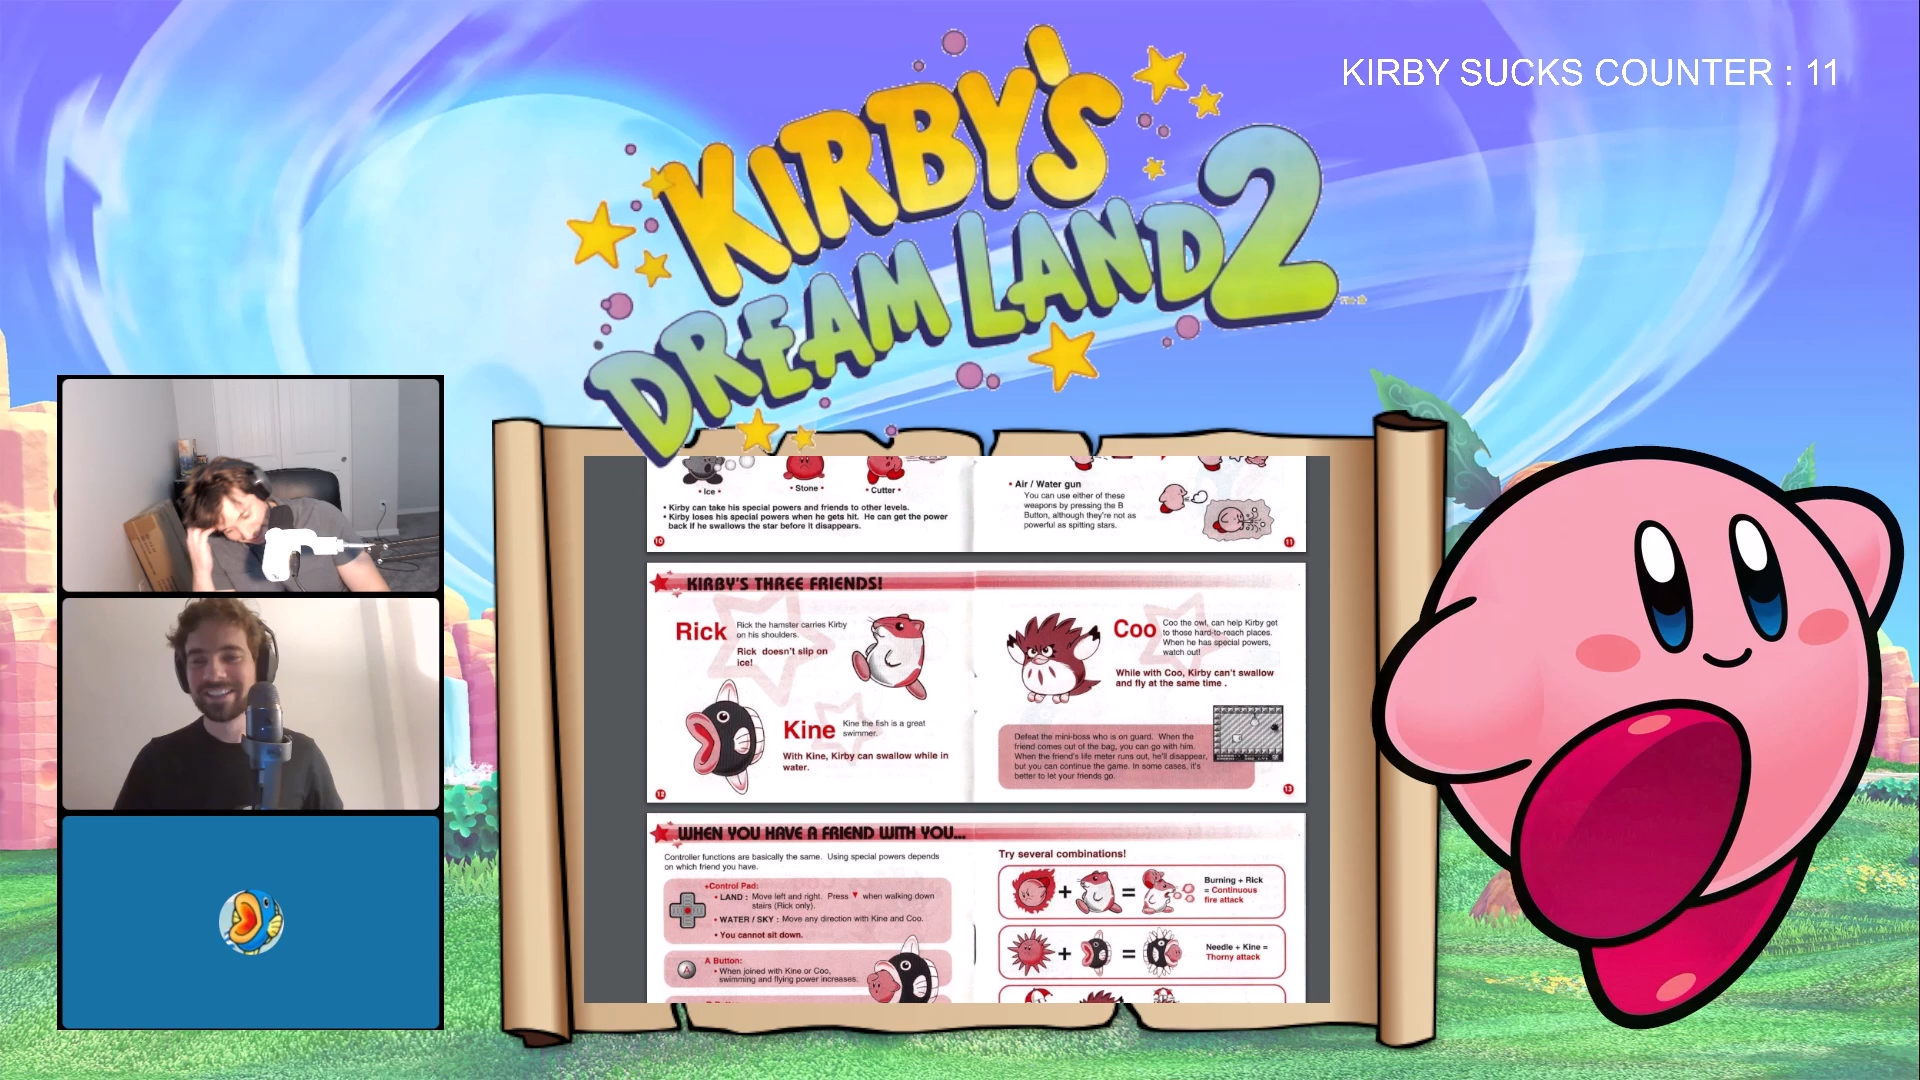 KIRBY SUCKS COUNTER : 11
KIRBY'S
DREAM LAND 2
• Ice •
• Stone •
• Cutter •
• Kirby can take his special powers and friends to other levels.
• Kirby loses his special powers when he gets hit. He can get the power
back if he swallows the star before it disappears.
10
• Air / Water gun
You can use either of these
weapons by pressing the B
Button, although they're not as
powerful as spitting stars.
11
KIRBY'S THREE FRIENDS!
Rick
Rick the hamster carries Kirby
on his shoulders.
Rick doesn't slip on
ice!
Kine
Kine the fish is a great
swimmer.
With Kine, Kirby can swallow while in
water.
12
Coo
Coo the owl, can help Kirby get
to those hard-to-reach places.
When he has special powers,
watch out!
While with Coo, Kirby can't swallow
and fly at the same time .
Defeat the mini-boss who is on guard. When the
friend comes out of the bag, you can go with him.
When the friend's life meter runs out, he'll disappear,
but you can continue the game. In some cases, it's
better to let your friends go.
13
WHEN YOU HAVE A FRIEND WITH YOU...
Controller functions are basically the same. Using special powers depends
on which friend you have.
+Control Pad:
• LAND : Move left and right. Press ▼ when walking down
stairs (Rick only).
• WATER / SKY : Move any direction with Kine and Coo.
• You cannot sit down.
A
A Button:
• When joined with Kine or Coo,
swimming and flying power increases.
Try several combinations!
+ =
Burning + Rick
= Continuous
fire attack
+ =
Needle + Kine =
Thorny attack